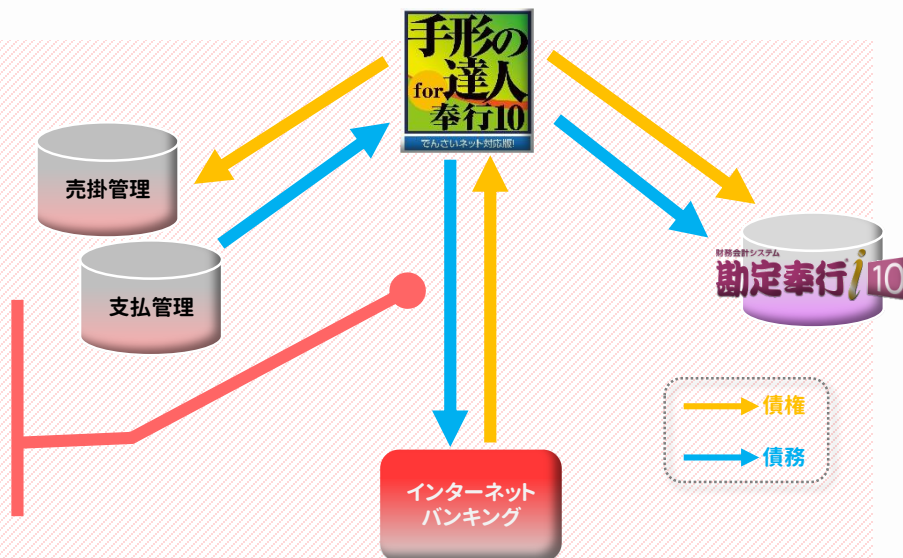 手形の
for達人
奉行10
でんさいネット対応版!
売掛管理
支払管理
財務会計システム
勘定奉行i10
債権
債務
インターネット
バンキング